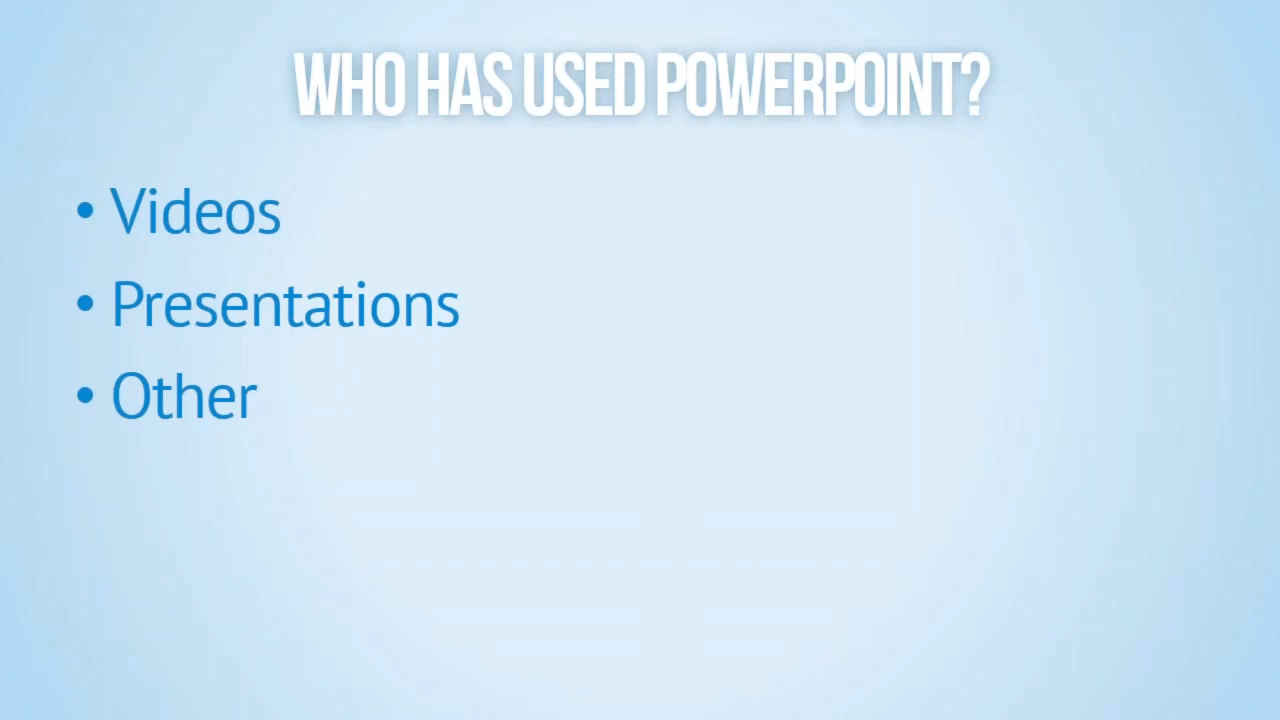 WHO HAS USED POWERPOINT?
• Videos
• Presentations
• Other